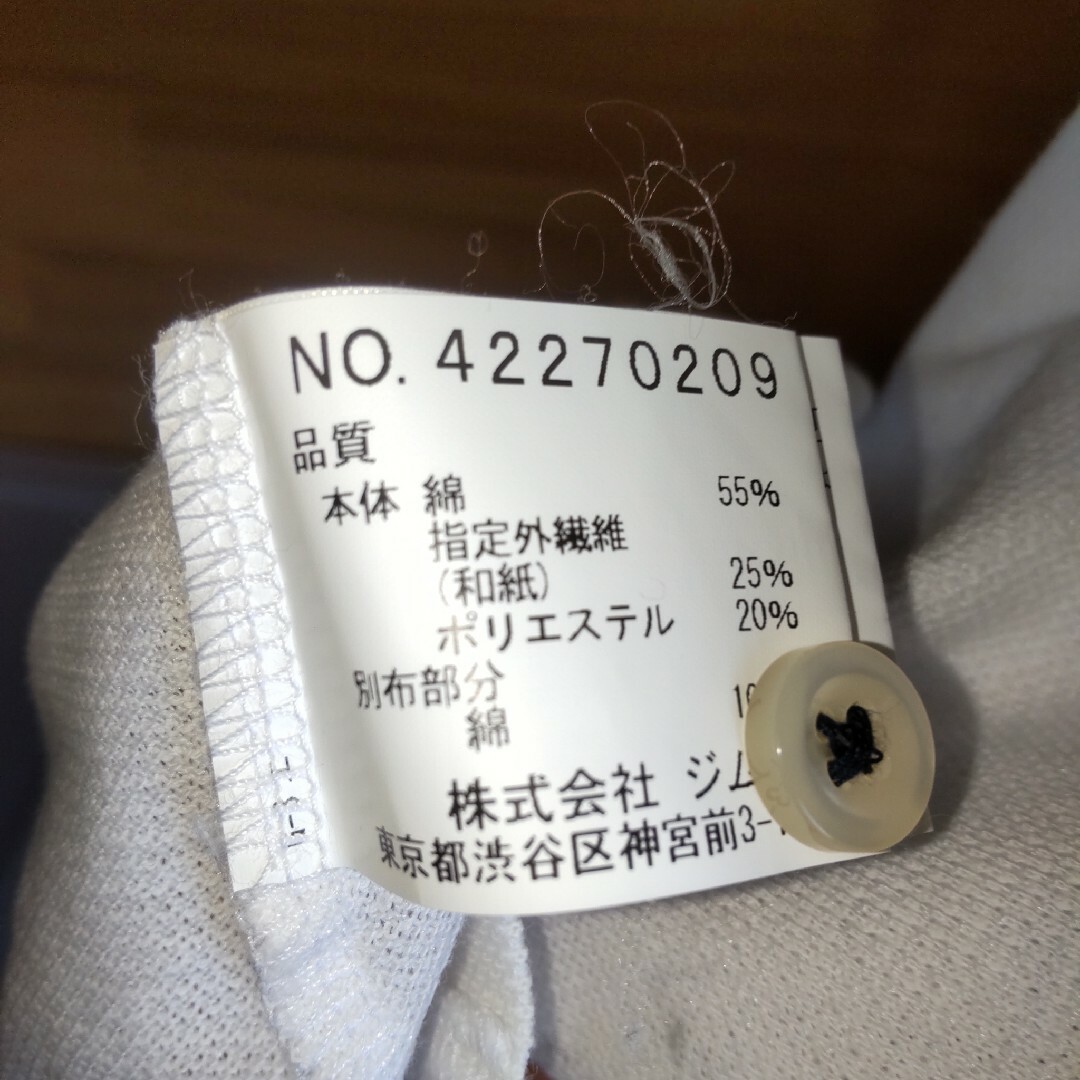 NO. 42270209
品質
本体 綿 55%
指定外繊維
(和紙) 25%
ポリエステル 20%
別布部分
綿
株式会社 ジム
東京都渋谷区神宮前3-